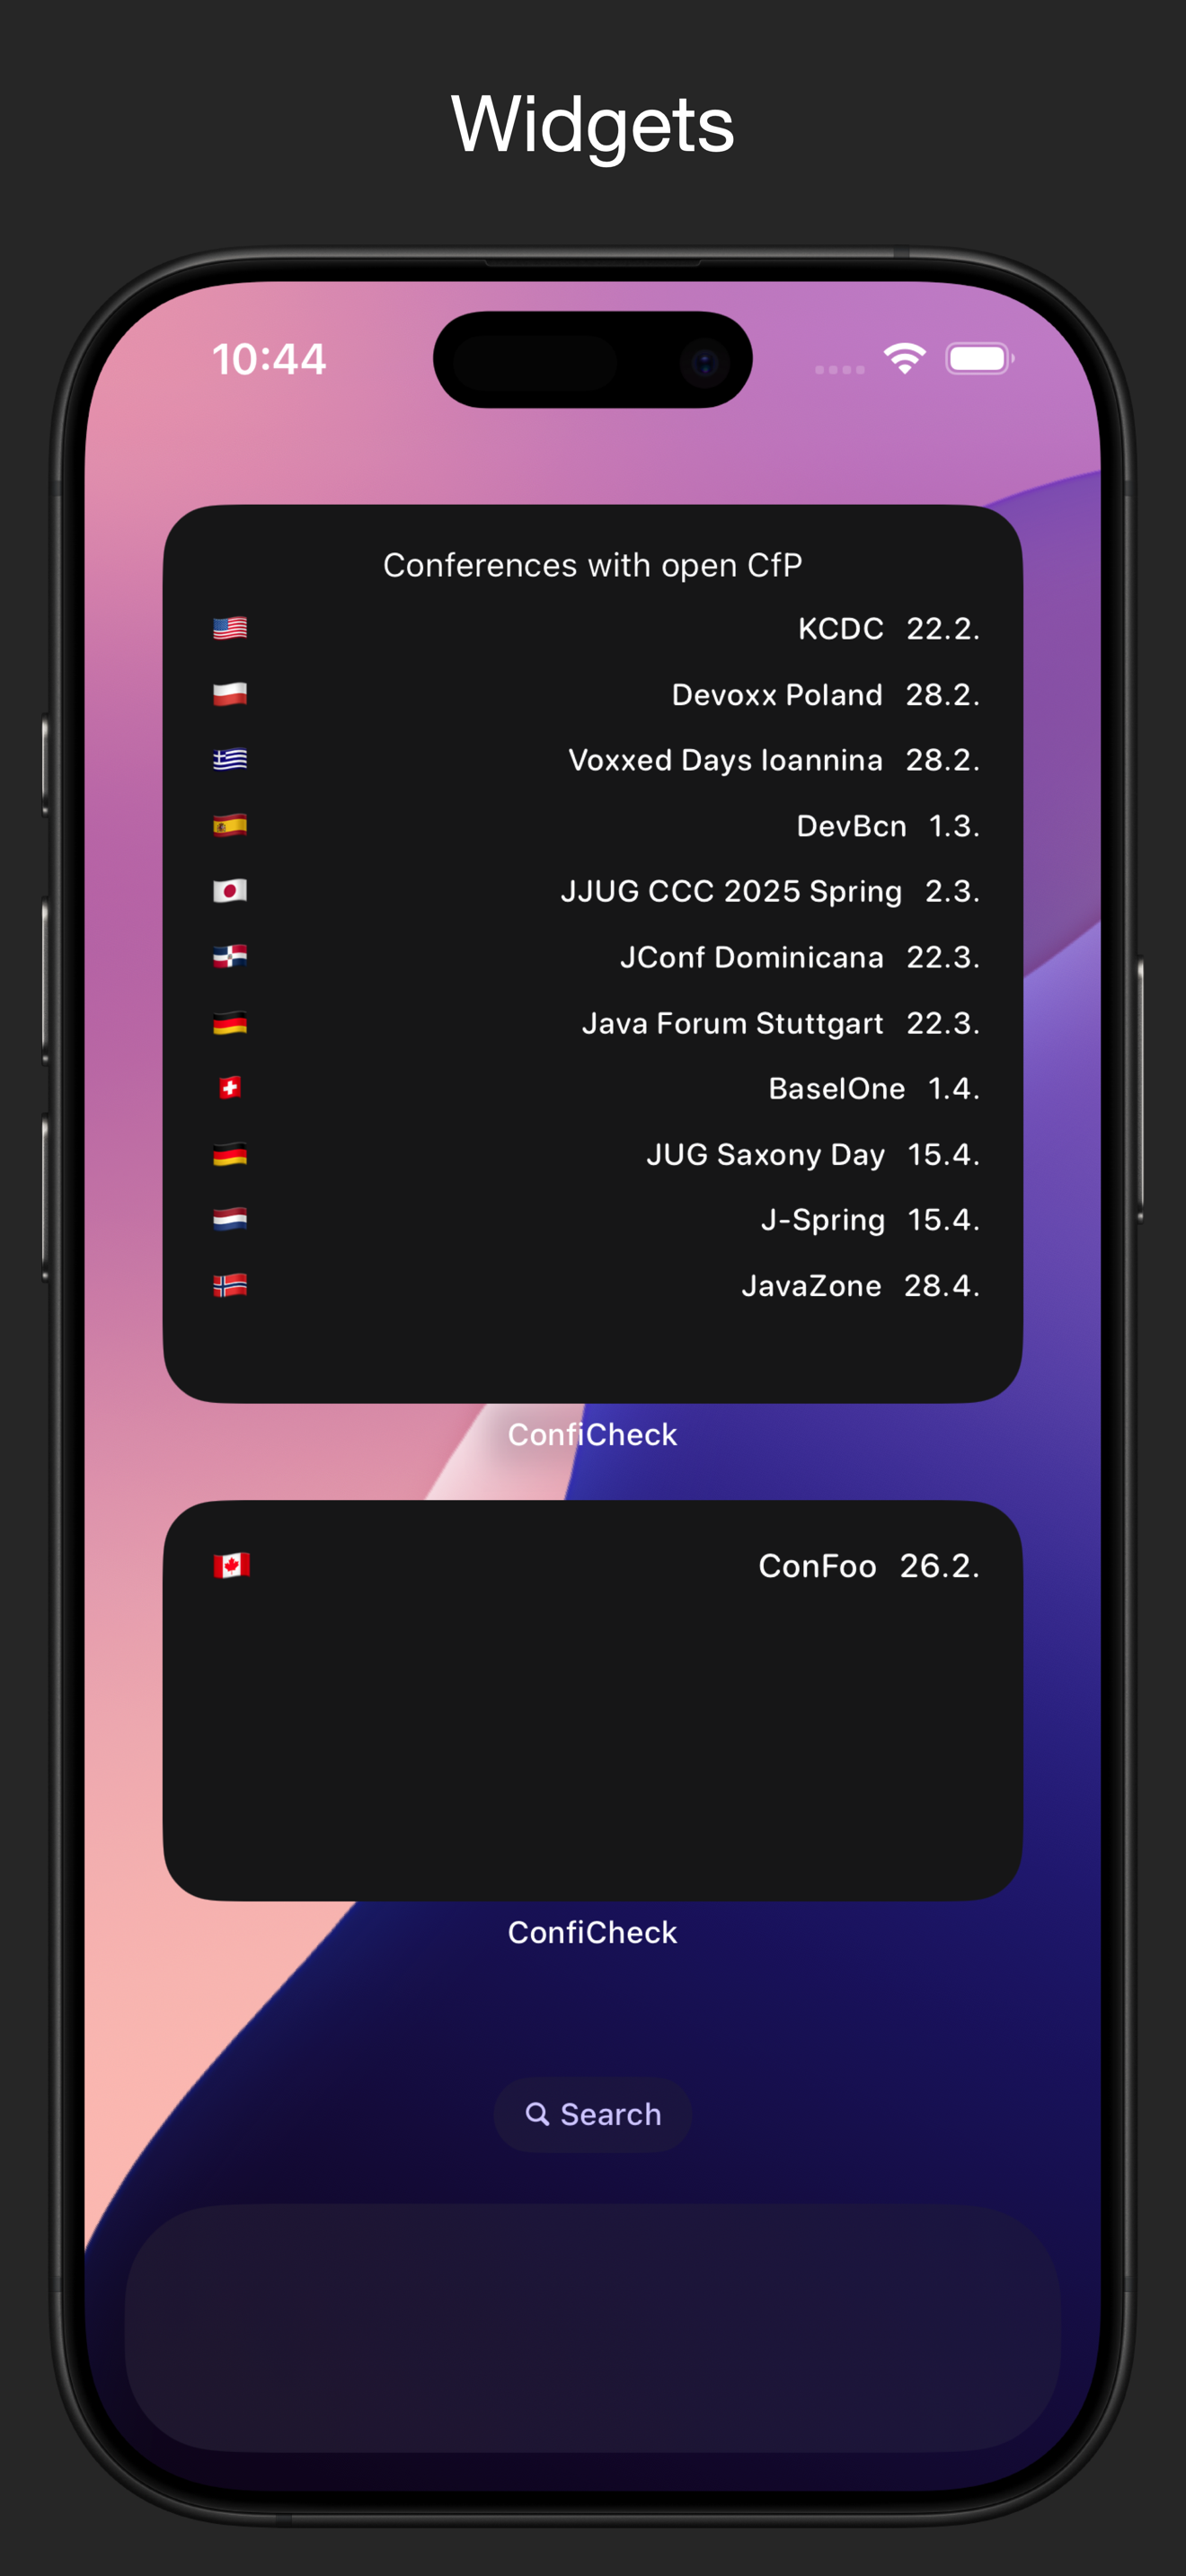 Widgets
10:44
Conferences with open CfP
KCDC 22.2.
Devoxx Poland 28.2.
Voxxed Days Ioannina 28.2.
DevBcn 1.3.
JJUG CCC 2025 Spring 2.3.
JConf Dominicana 22.3.
Java Forum Stuttgart 22.3.
BaselOne 1.4.
JUG Saxony Day 15.4.
J-Spring 15.4.
JavaZone 28.4.
ConfiCheck
ConFoo 26.2.
ConfiCheck
Search